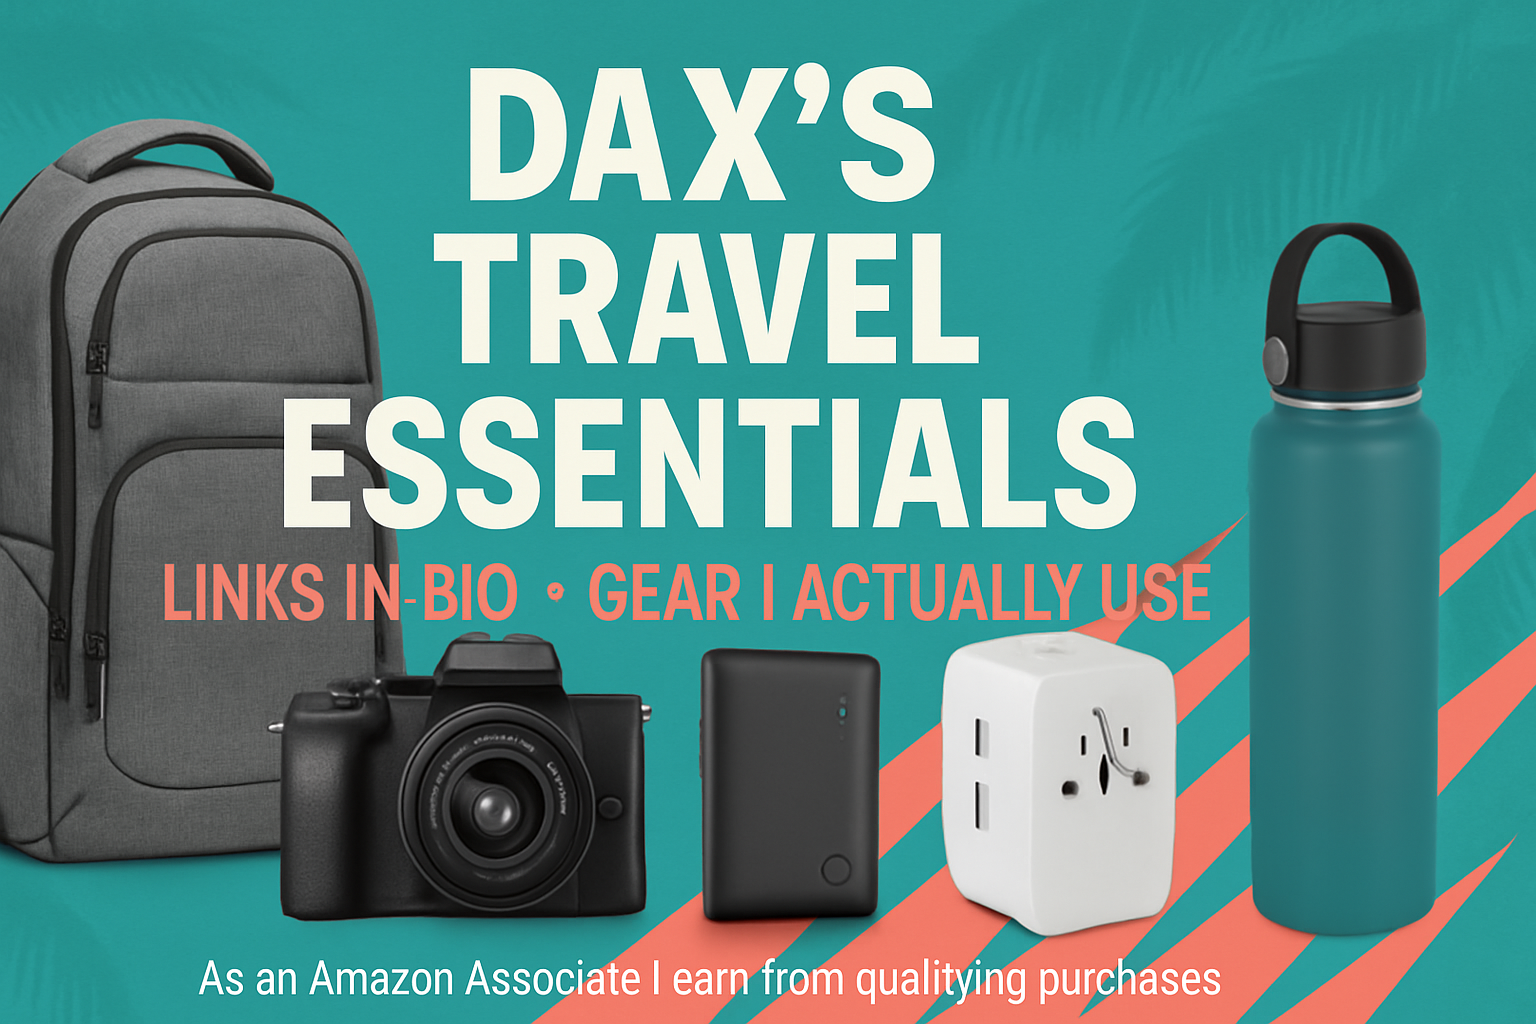 DAX’S
TRAVEL
ESSENTIALS
LINKS IN-BIO • GEAR I ACTUALLY USE
As an Amazon Associate I earn from qualitying purchases